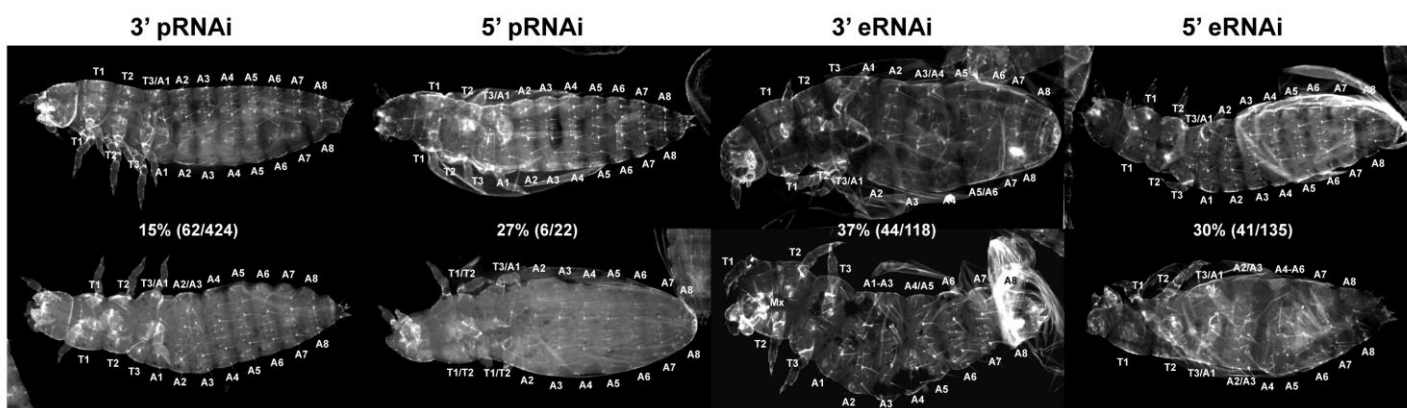 3’ pRNAi 5’ pRNAi 3’ eRNAi 5’ eRNAi
T1 T2 T3/A1 A2 A3 A4 A5 A6 A7 A8
T1 T2 T3 A1 A2 A3 A4 A5 A6 A7 A8
T1 T2 T3/A1 A2 A3 A4 A5 A6 A7 A8
T1 T2 T3 A1 A2 A3 A4 A5 A6 A7 A8
T1 T2 T3 A1 A2 A3/A4 A5 A6 A7 A8
T1 T2 T3/A1 A2 A3 A4 A5/A6 A7 A8
T1 T2 T3/A1 A2 A3 A4 A5 A6 A7 A8
T1 T2 T3 A1 A2 A3 A4 A5 A6 A7 A8
15% (62/424) 27% (6/22) 37% (44/118) 30% (41/135)
T1 T2 T3/A1 A2/A3 A4 A5 A6 A7 A8
T1 T2 T3 A1 A2 A3 A4 A5 A6 A7 A8
T1/T2 T3/A1 A2 A3 A4 A5 A6 A7 A8
T1/T2 T1/T2 A2 A3 A4 A5 A6 A7 A8
T1 T2 T3 A1-A3 A4/A5 A6 A7 A8
Mx
T2 T3 A1 A2 A3 A4 A6 A7 A8
T1 T2 T3/A1 A2/A3 A4-A6 A7 A8
T1 T2 T3/A1 A2/A3 A4 A5 A6 A7 A8